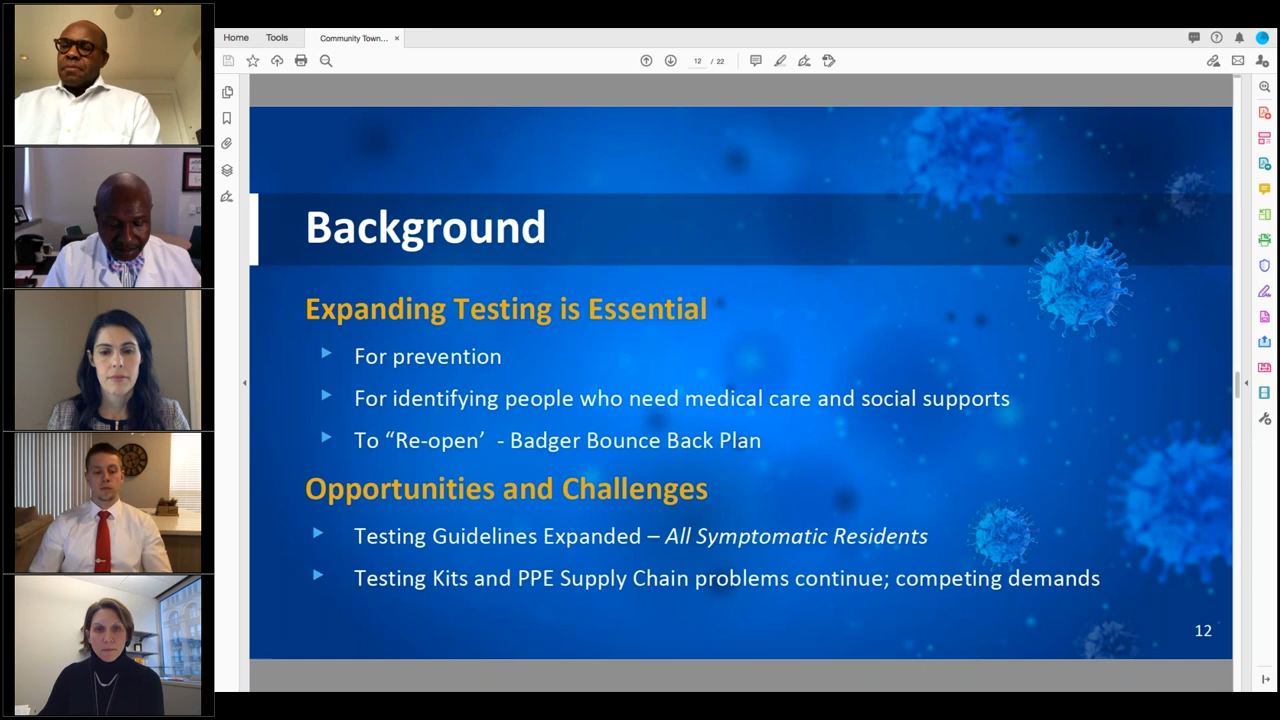 Home Tools Community Town... ×
12 / 22
Background
Expanding Testing is Essential
For prevention
For identifying people who need medical care and social supports
To “Re-open’ - Badger Bounce Back Plan
Opportunities and Challenges
Testing Guidelines Expanded – All Symptomatic Residents
Testing Kits and PPE Supply Chain problems continue; competing demands
12